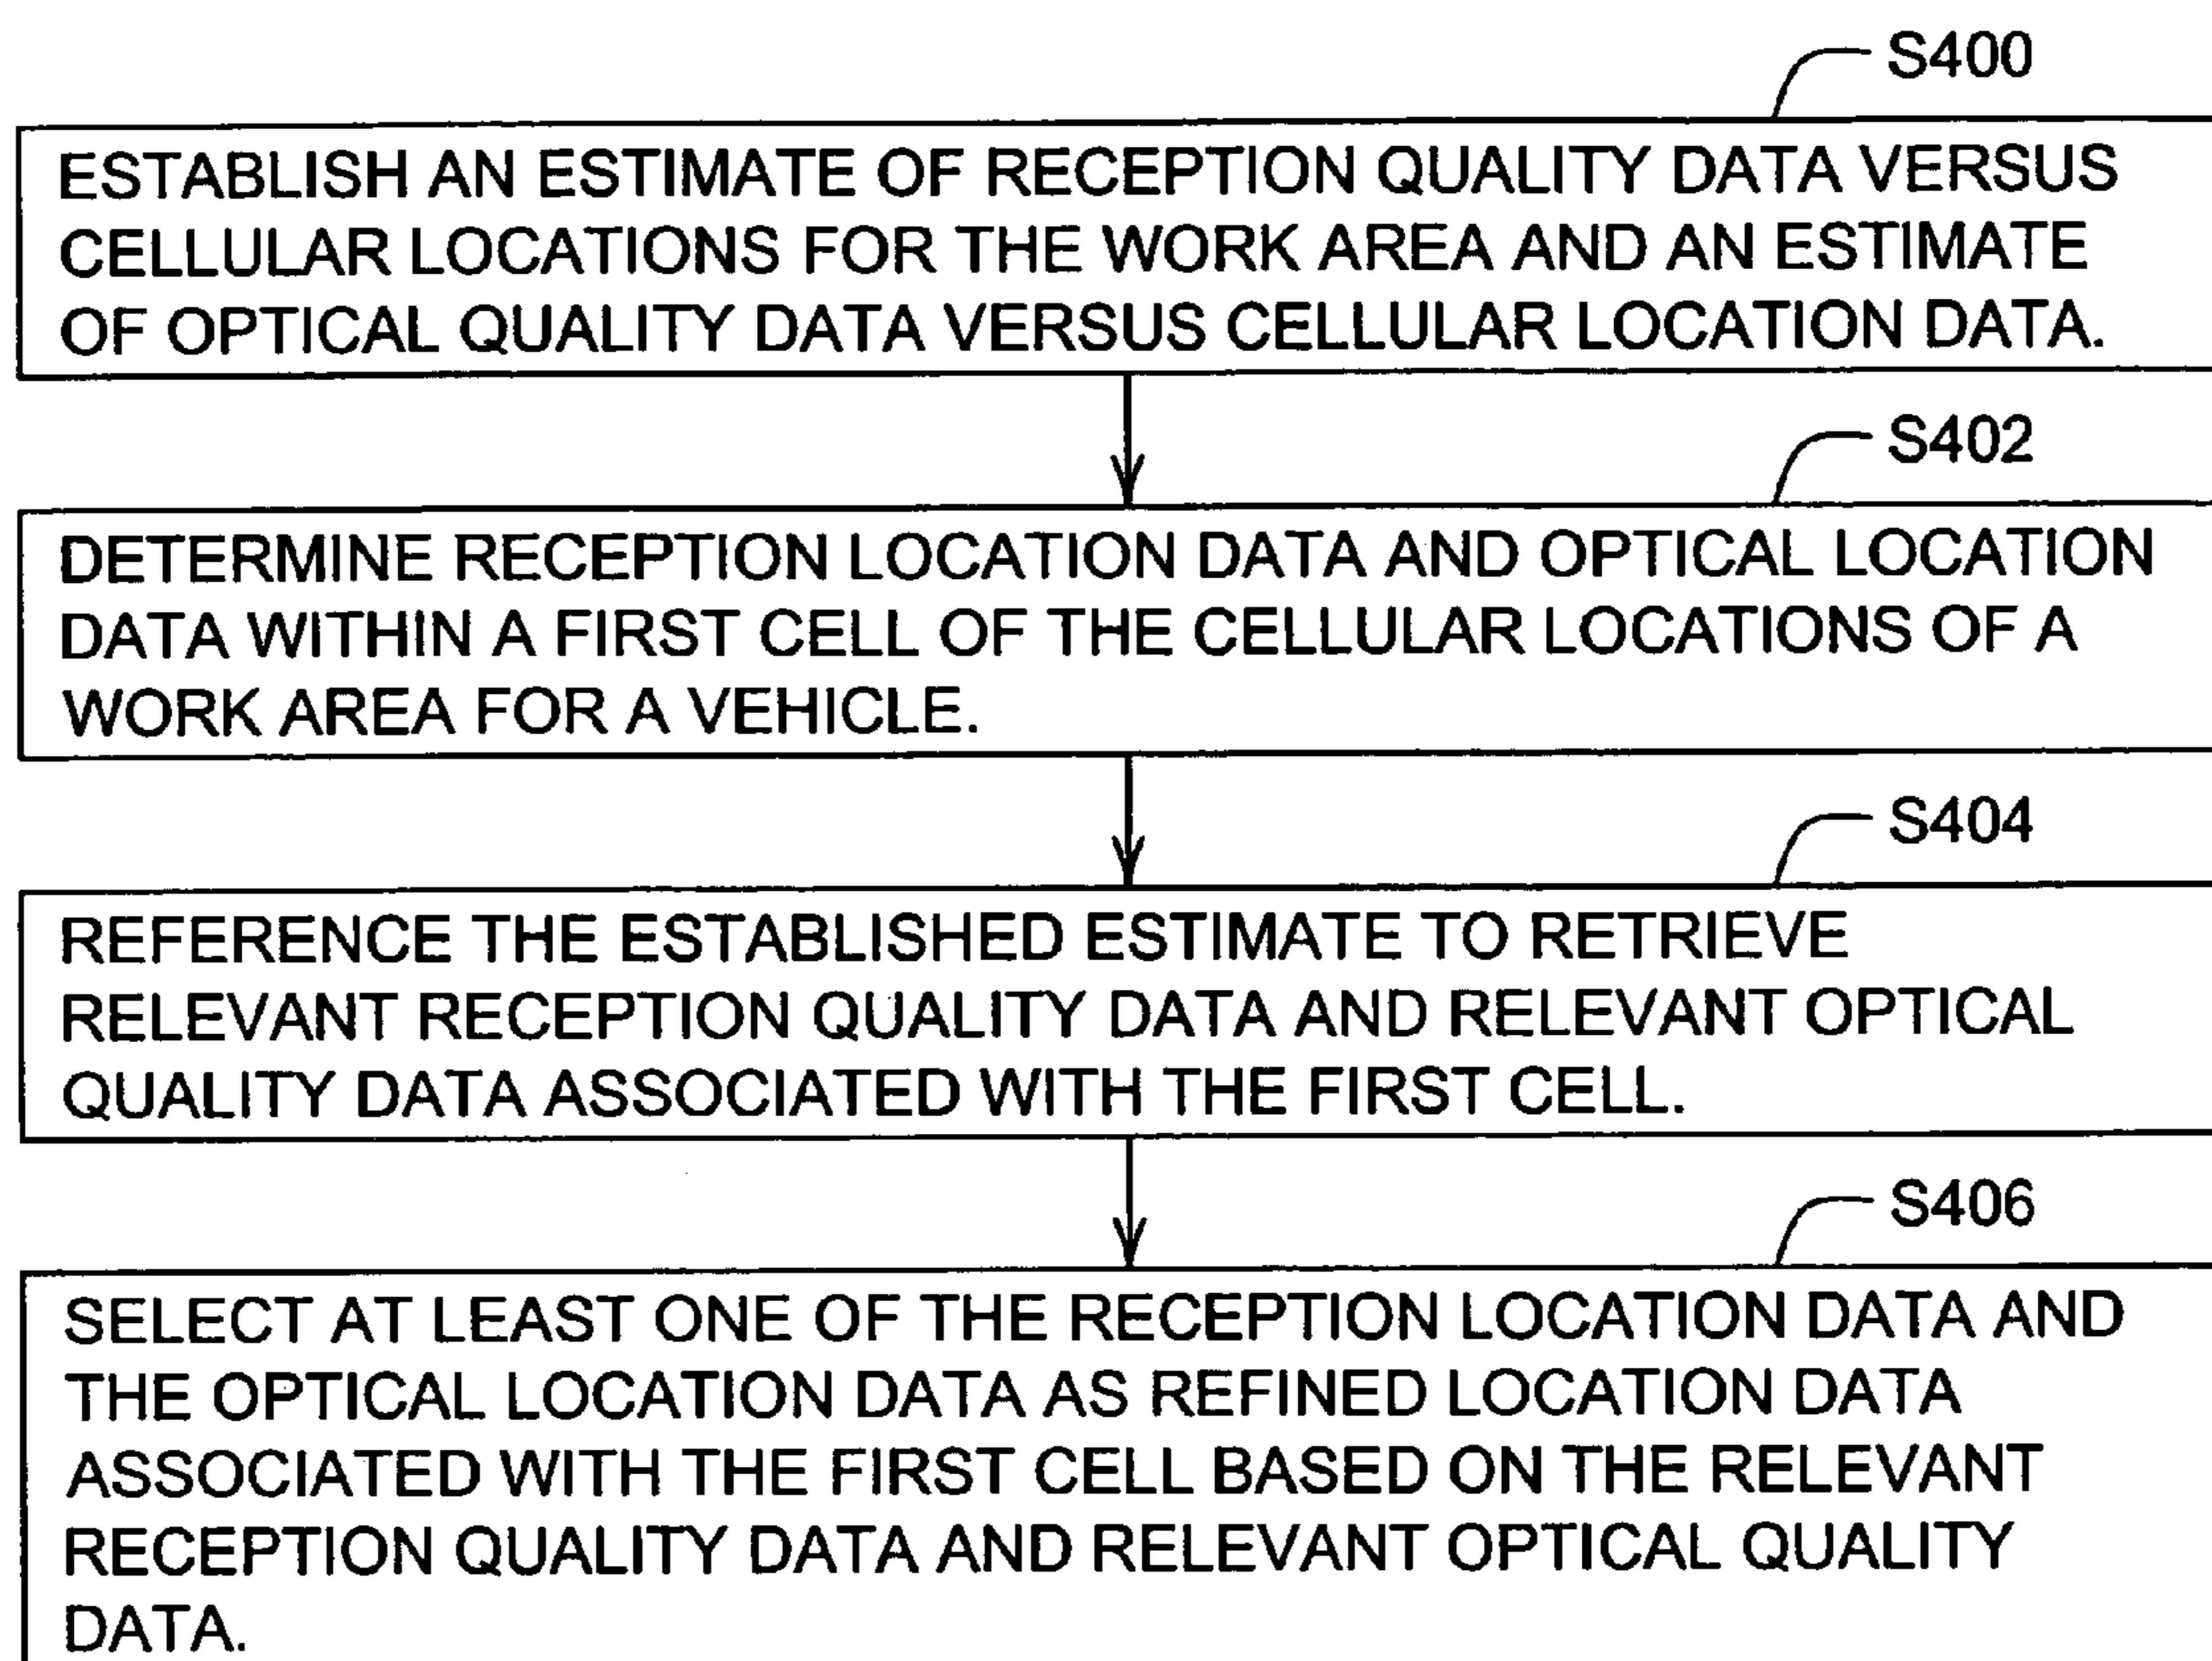 S400
ESTABLISH AN ESTIMATE OF RECEPTION QUALITY DATA VERSUS
CELLULAR LOCATIONS FOR THE WORK AREA AND AN ESTIMATE
OF OPTICAL QUALITY DATA VERSUS CELLULAR LOCATION DATA.
S402
DETERMINE RECEPTION LOCATION DATA AND OPTICAL LOCATION
DATA WITHIN A FIRST CELL OF THE CELLULAR LOCATIONS OF A
WORK AREA FOR A VEHICLE.
S404
REFERENCE THE ESTABLISHED ESTIMATE TO RETRIEVE
RELEVANT RECEPTION QUALITY DATA AND RELEVANT OPTICAL
QUALITY DATA ASSOCIATED WITH THE FIRST CELL.
S406
SELECT AT LEAST ONE OF THE RECEPTION LOCATION DATA AND
THE OPTICAL LOCATION DATA AS REFINED LOCATION DATA
ASSOCIATED WITH THE FIRST CELL BASED ON THE RELEVANT
RECEPTION QUALITY DATA AND RELEVANT OPTICAL QUALITY
DATA.